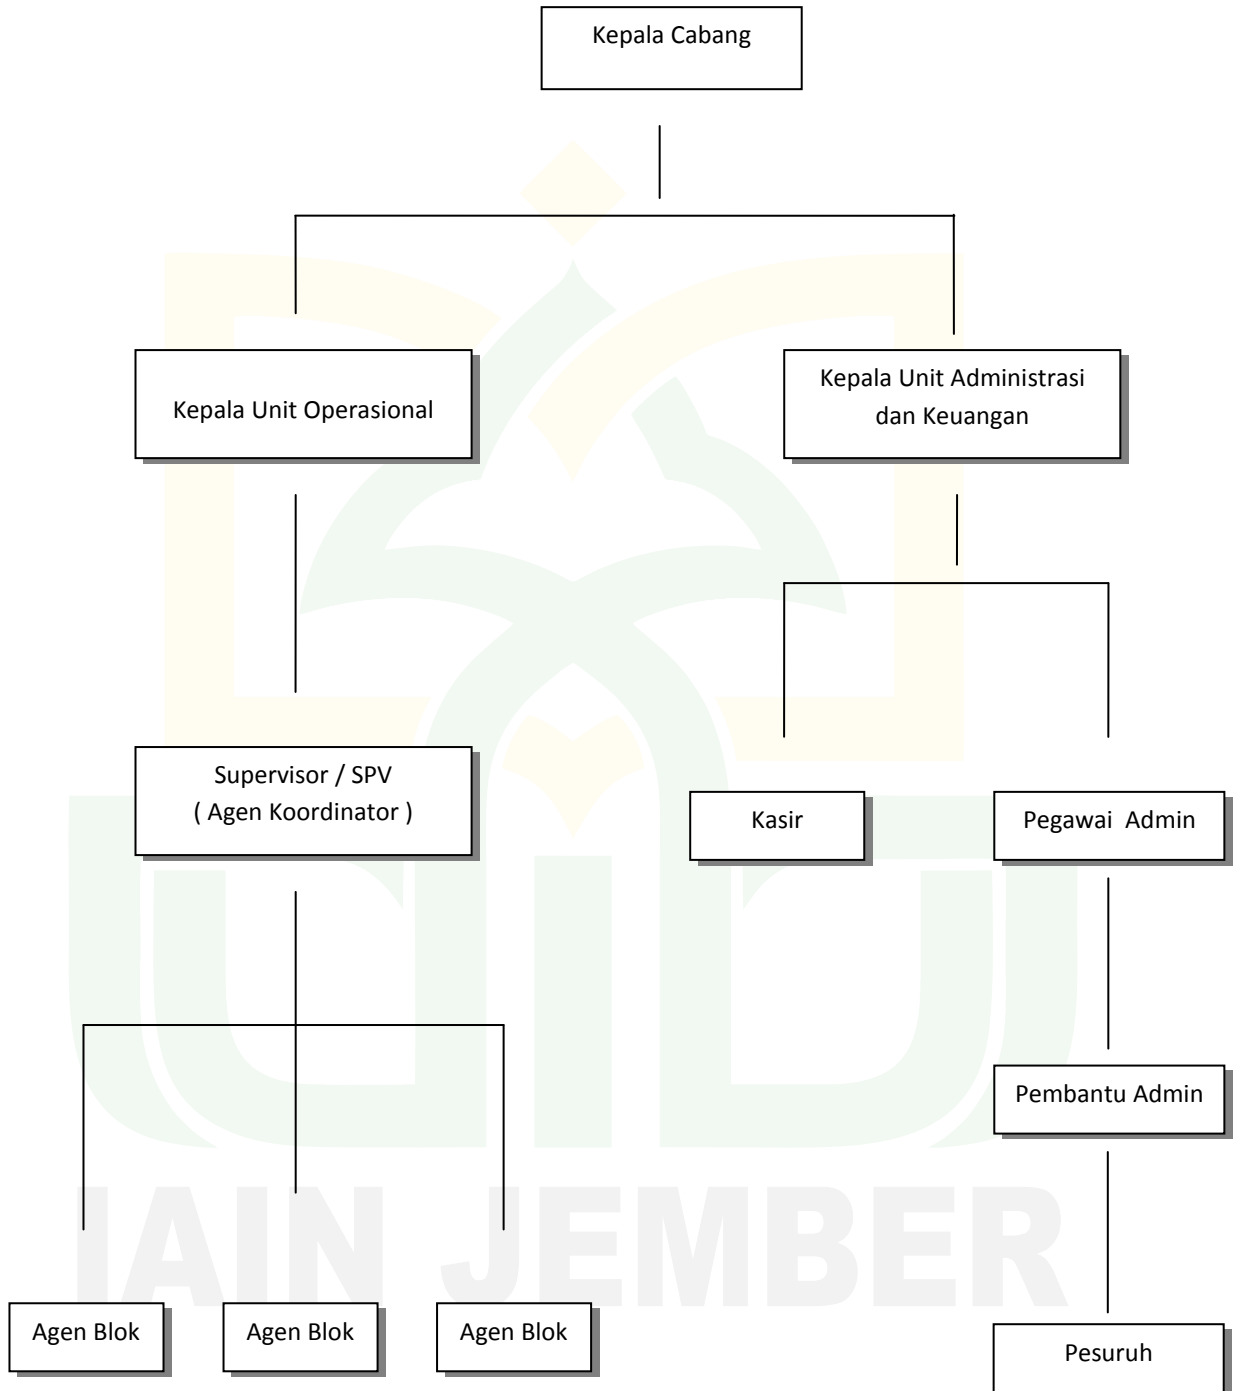 Kepala Cabang
Kepala Unit Operasional
Kepala Unit Administrasi
dan Keuangan
Supervisor / SPV
( Agen Koordinator )
Kasir
Pegawai  Admin
Pembantu Admin
Agen Blok
Agen Blok
Agen Blok
Pesuruh
IAIN JEMBER